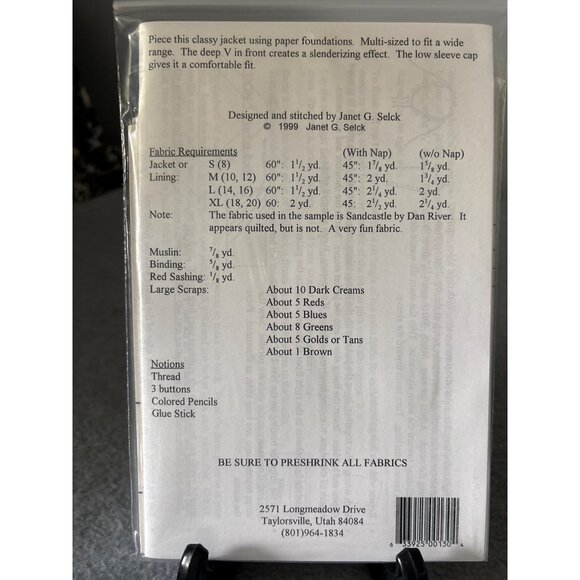 Piece this classy jacket using paper foundations. Multi-sized to fit a wide
range. The deep V in front creates a slenderizing effect. The low sleeve cap
gives it a comfortable fit.
Designed and stitched by Janet G. Selck
© 1999 Janet G. Selck
Fabric Requirements (With Nap) (w/o Nap)
Jacket or S (8) 60": 1 1/2 yd. 45": 1 7/8 yd. 1 5/8 yd.
Lining: M (10, 12) 60": 1 1/2 yd. 45": 2 yd. 1 3/4 yd.
L (14, 16) 60": 1 1/2 yd. 45": 2 1/4 yd. 2 yd.
XL (18, 20) 60: 2 yd. 45; 2 1/2 yd. 2 1/4 yd.
Note: The fabric used in the sample is Sandcastle by Dan River. It
appears quilted, but is not. A very fun fabric.
Muslin: 7/8 yd.
Binding: 5/8 yd.
Red Sashing: 1/8 yd.
Large Scraps: About 10 Dark Creams
About 5 Reds
About 5 Blues
About 8 Greens
About 5 Golds or Tans
About 1 Brown
Notions
Thread
3 buttons
Colored Pencils
Glue Stick
BE SURE TO PRESHRINK ALL FABRICS
2571 Longmeadow Drive
Taylorsville, Utah 84084
(801)964-1834
6 53925 00130 4